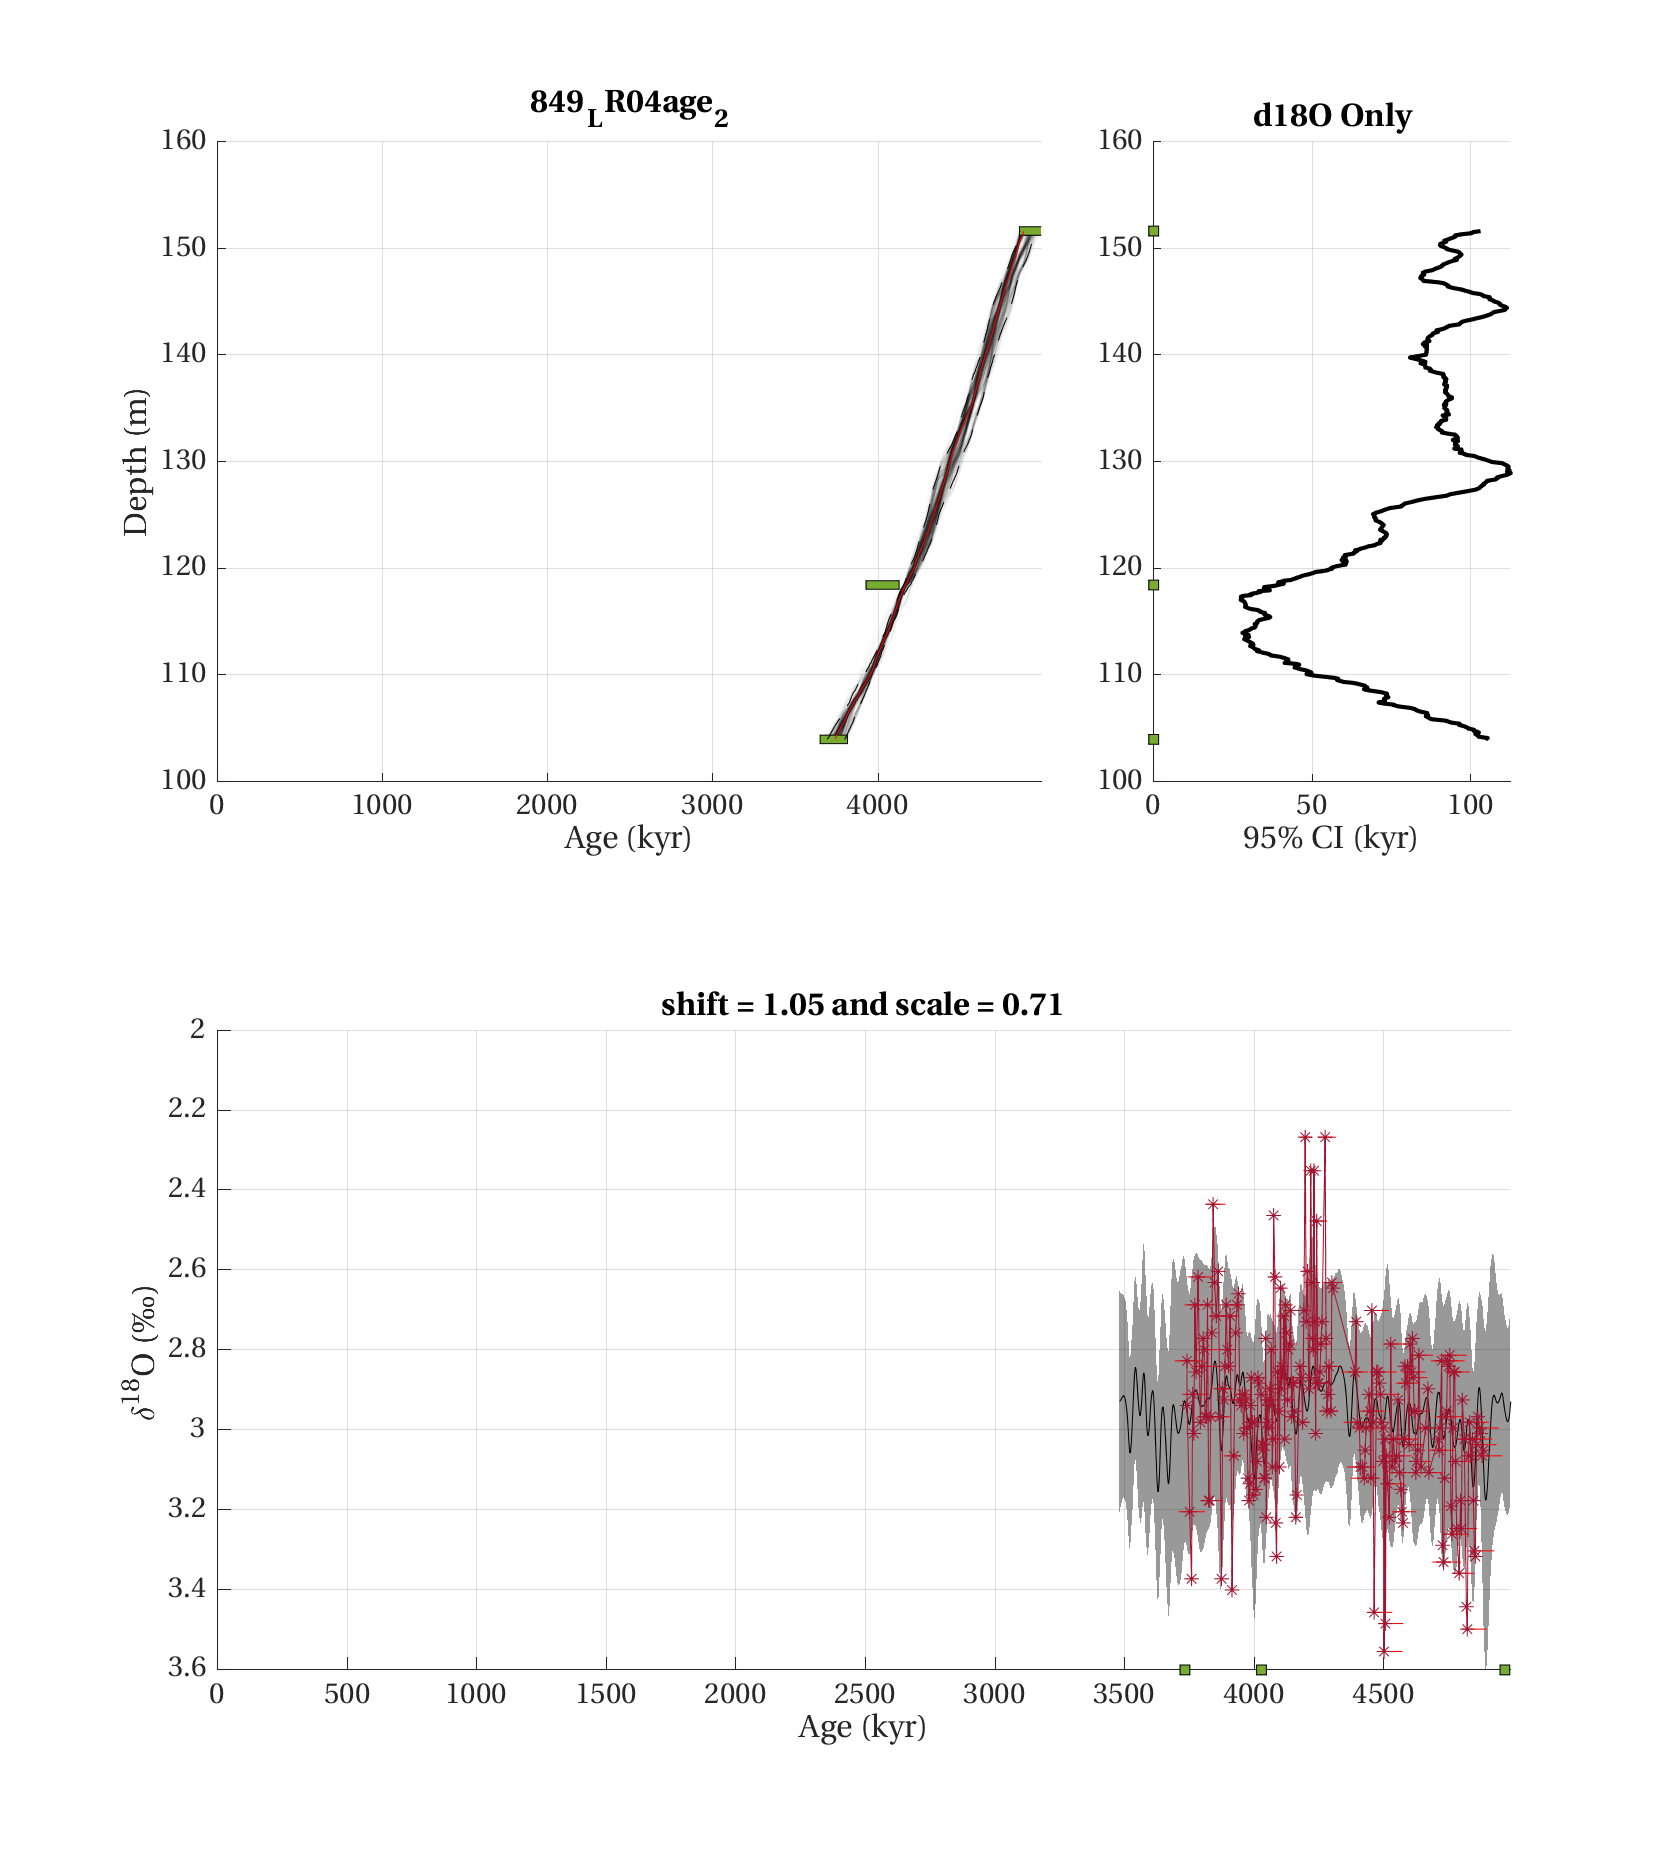 849_LR04age_2
160
150
140
130
120
110
100
Depth (m)
0 1000 2000 3000 4000
Age (kyr)
d18O Only
160
150
140
130
120
110
100
0 50 100
95% CI (kyr)
shift = 1.05 and scale = 0.71
2
2.2
2.4
2.6
2.8
3
3.2
3.4
3.6
δ¹⁸O (‰)
0 500 1000 1500 2000 2500 3000 3500 4000 4500
Age (kyr)